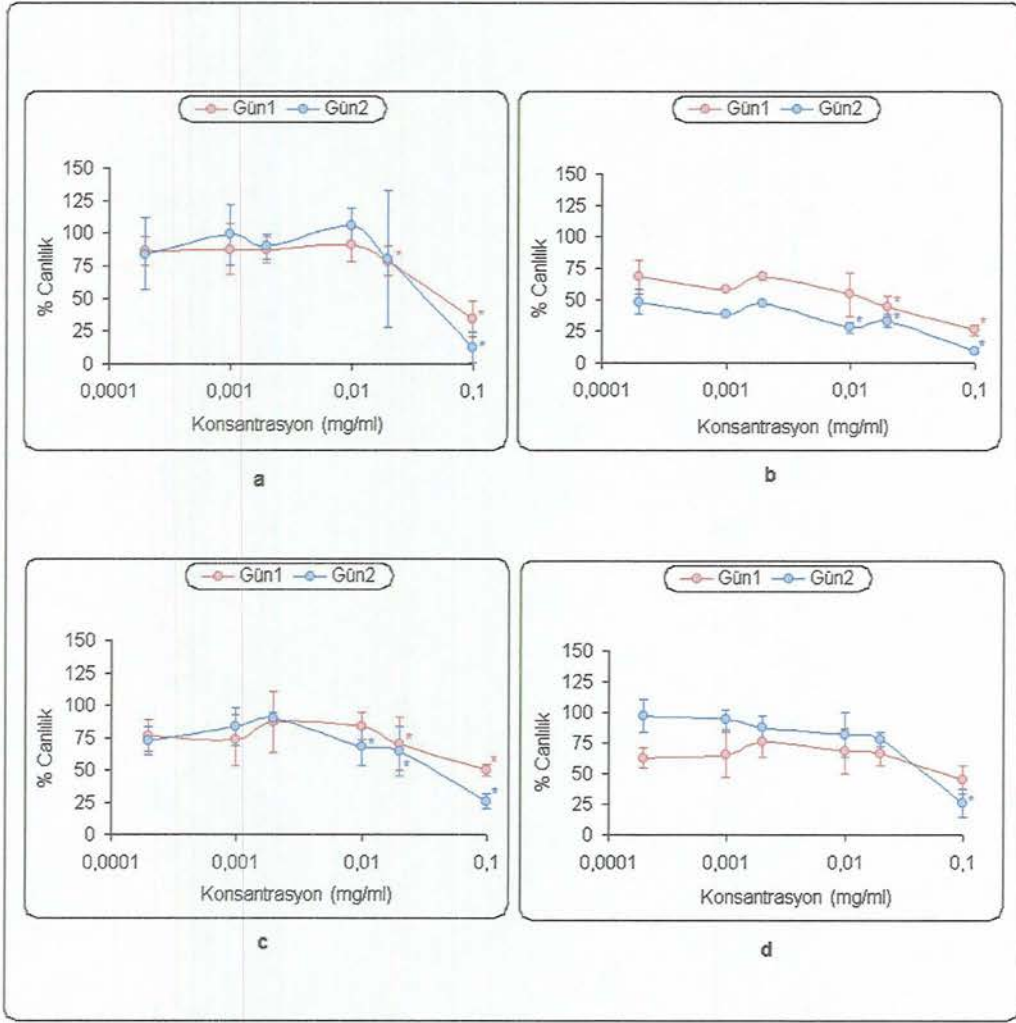 Gün1 Gün2
150
125
100
75
50
25
0
% Canlılık
0,0001 0,001 0,01 0,1
Konsantrasyon (mg/ml)
* * *
a
Gün1 Gün2
150
125
100
75
50
25
0
% Canlılık
0,0001 0,001 0,01 0,1
Konsantrasyon (mg/ml)
* * * * *
b
Gün1 Gün2
150
125
100
75
50
25
0
% Canlılık
0,0001 0,001 0,01 0,1
Konsantrasyon (mg/ml)
* * * * *
c
Gün1 Gün2
150
125
100
75
50
25
0
% Canlılık
0,0001 0,001 0,01 0,1
Konsantrasyon (mg/ml)
*
d